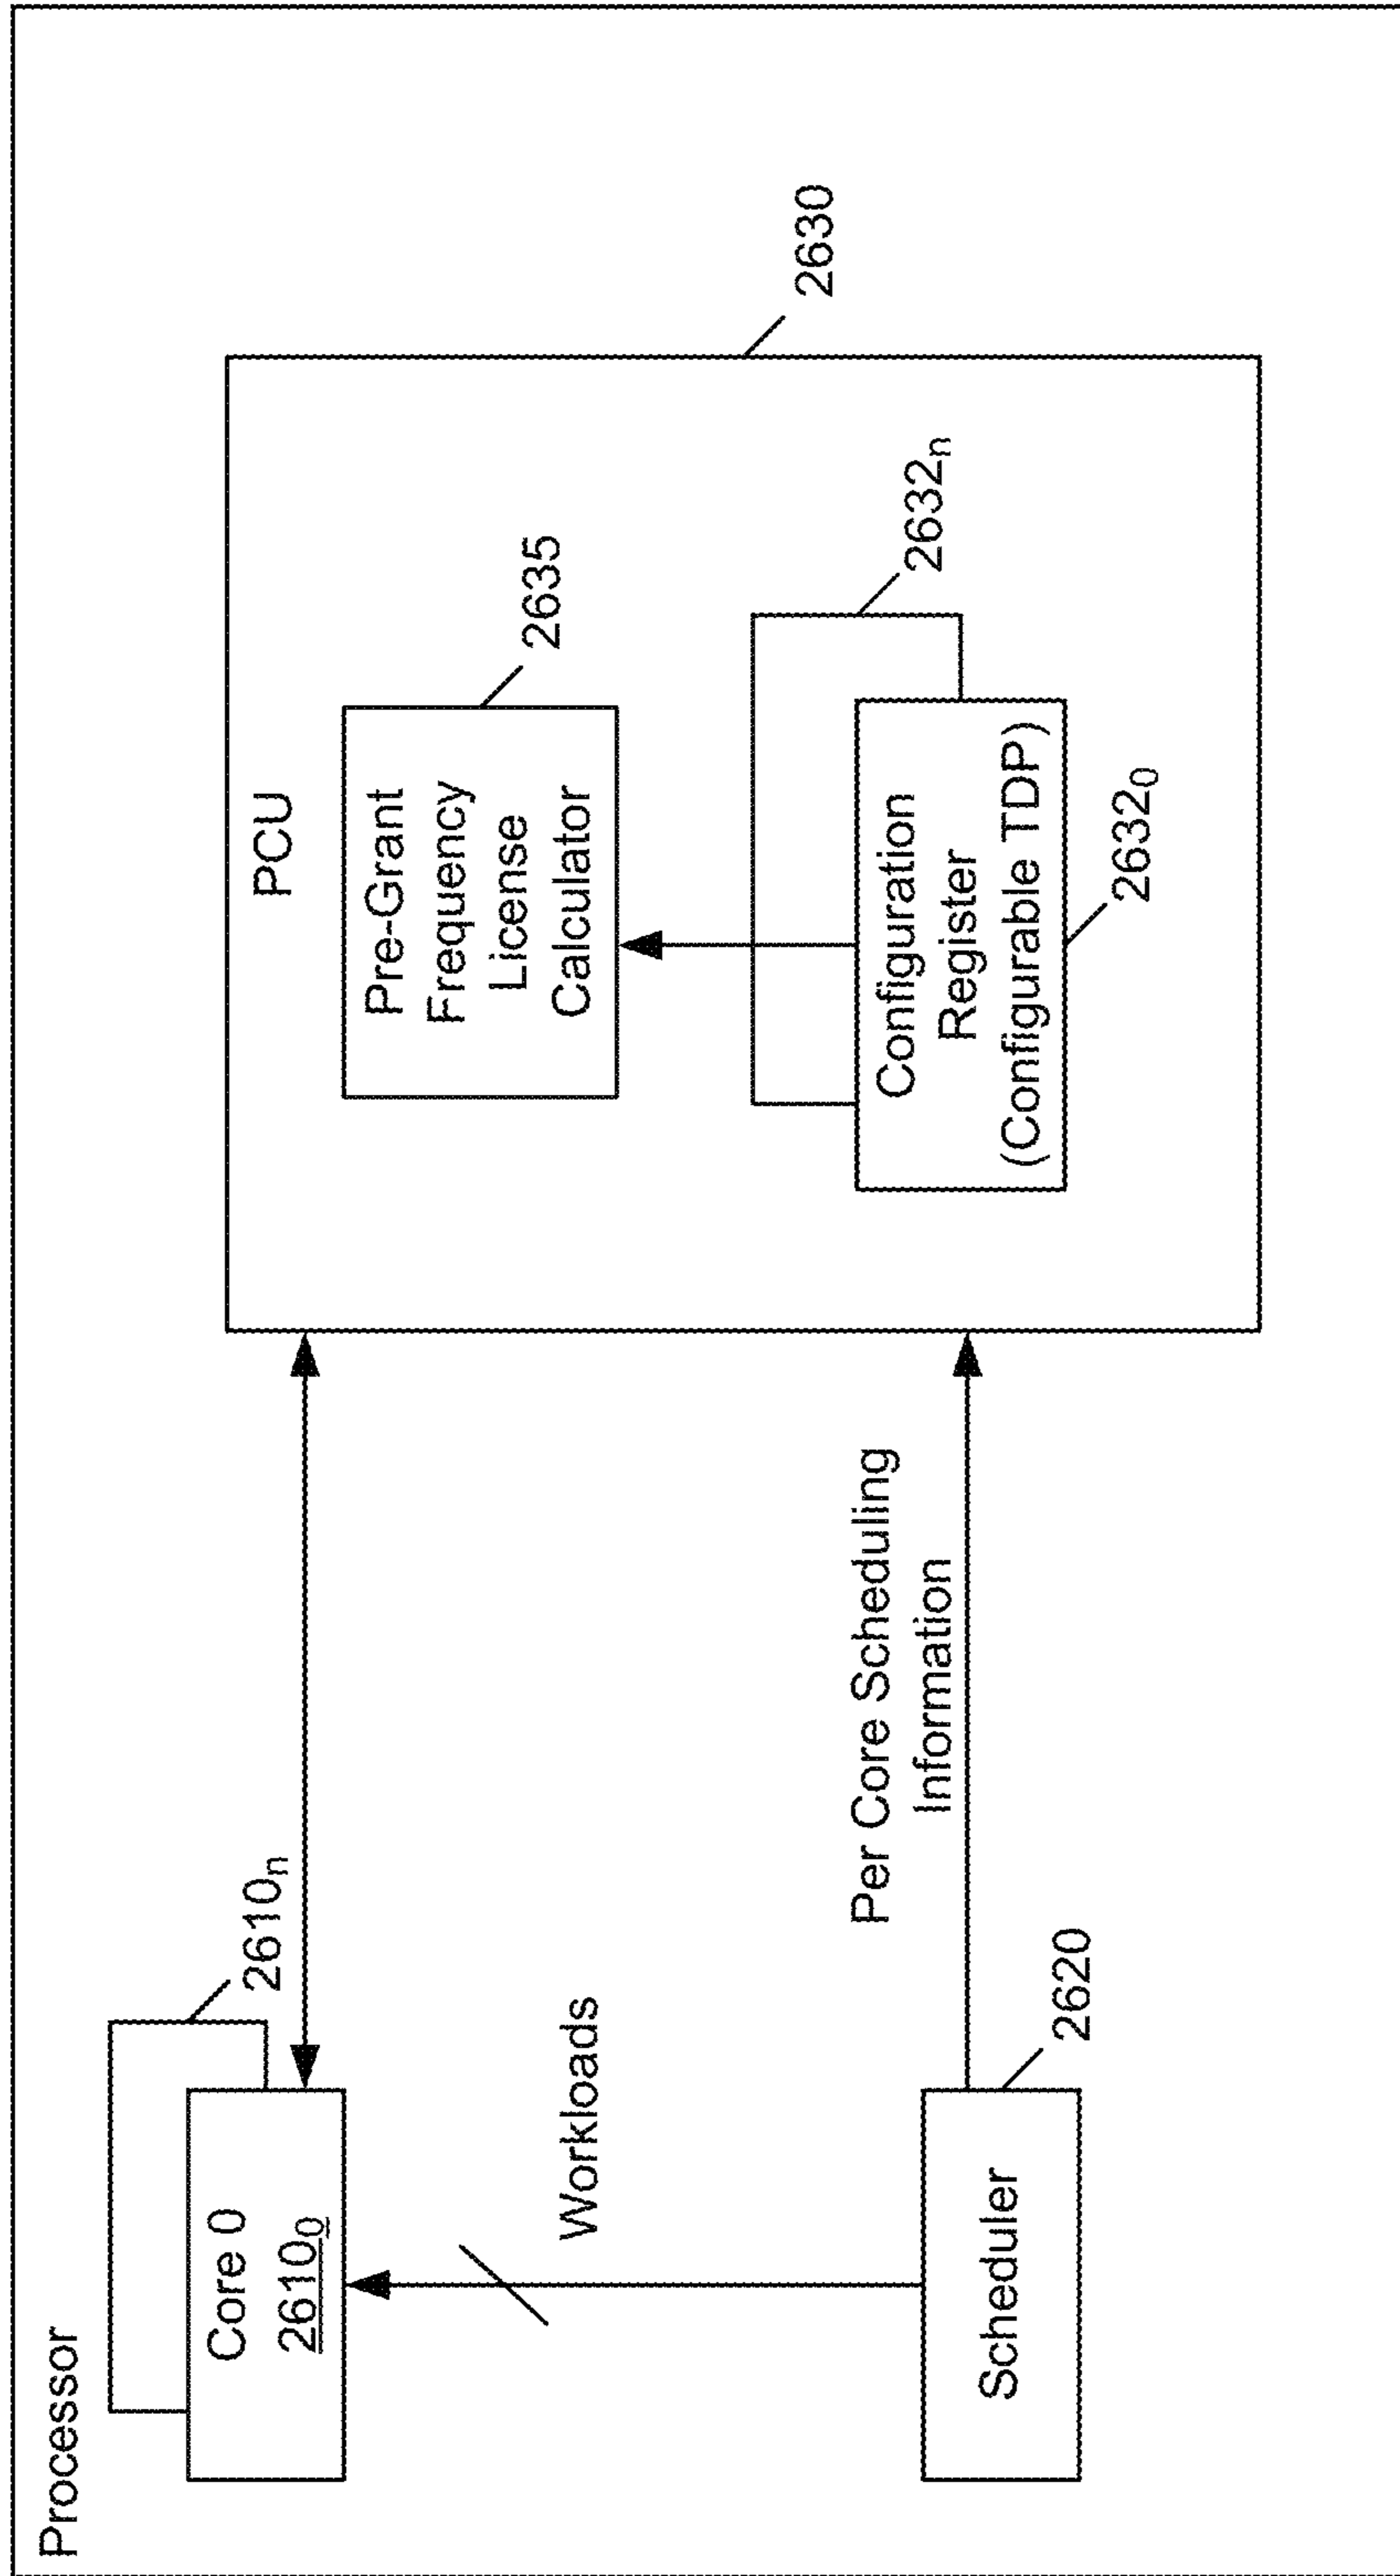 Processor
Core 0
2610₀
2610ₙ
Workloads
Scheduler
2620
Per Core Scheduling
Information
PCU
2630
Pre-Grant
Frequency
License
Calculator
2635
Configuration
Register
(Configurable TDP)
2632ₙ
2632₀